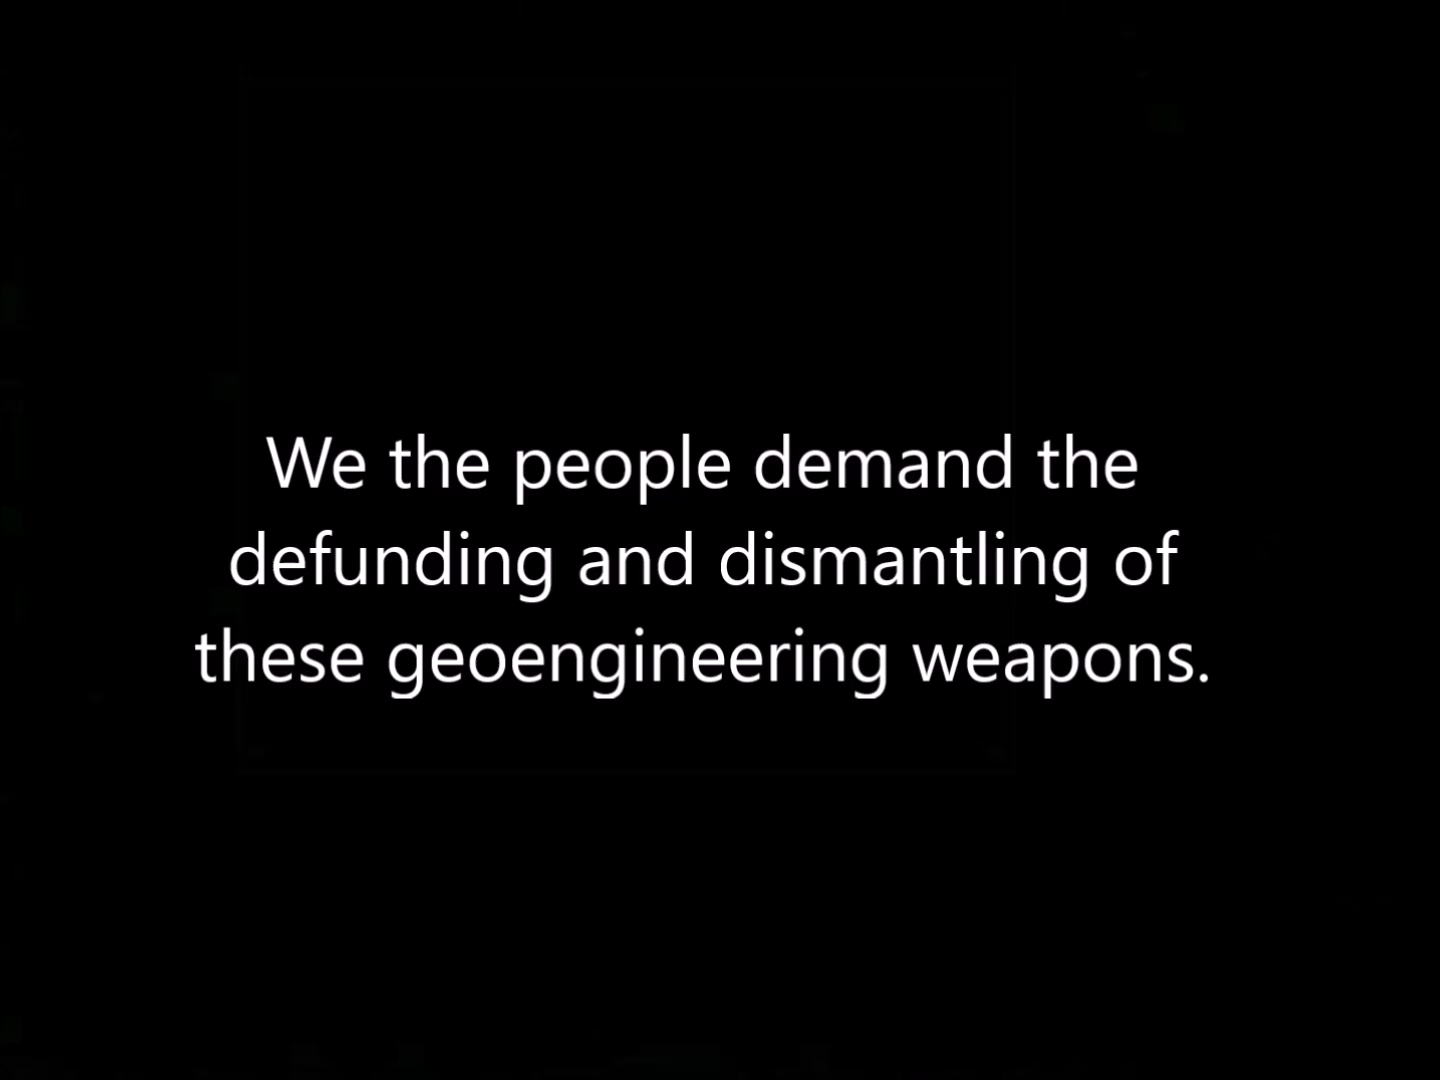 We the people demand the
defunding and dismantling of
these geoengineering weapons.